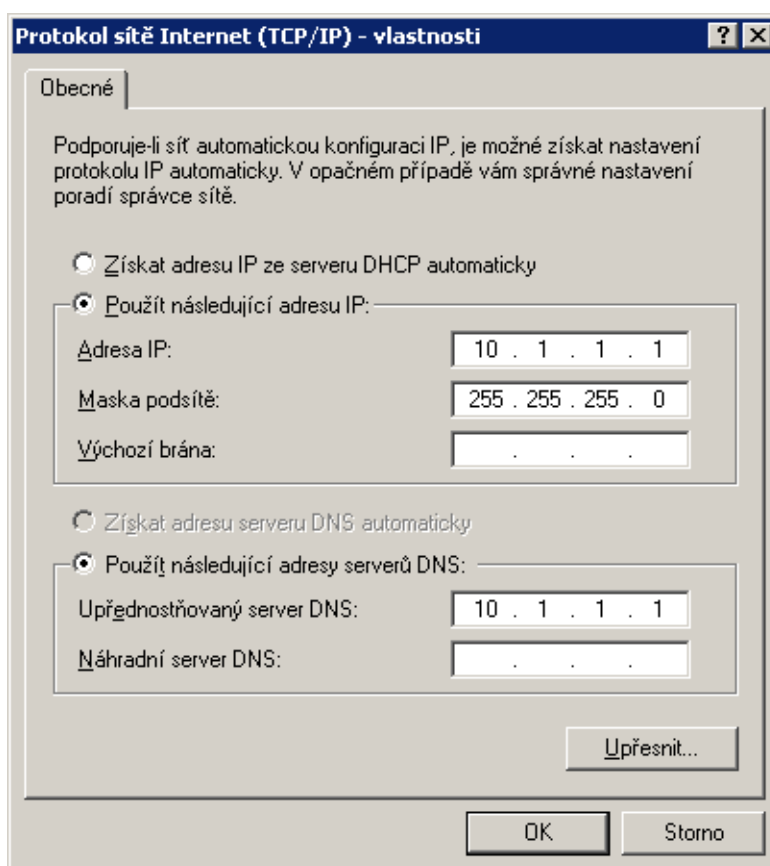 Protokol sítě Internet (TCP/IP) - vlastnosti
Obecné
Podporuje-li síť automatickou konfiguraci IP, je možné získat nastavení
protokolu IP automaticky. V opačném případě vám správné nastavení
poradí správce sítě.
Získat adresu IP ze serveru DHCP automaticky
Použít následující adresu IP:
Adresa IP: 10 . 1 . 1 . 1
Maska podsítě: 255 . 255 . 255 . 0
Výchozí brána: . . .
Získat adresu serveru DNS automaticky
Použít následující adresy serverů DNS:
Upřednostňovaný server DNS: 10 . 1 . 1 . 1
Náhradní server DNS: . . .
Upřesnit...
OK Storno